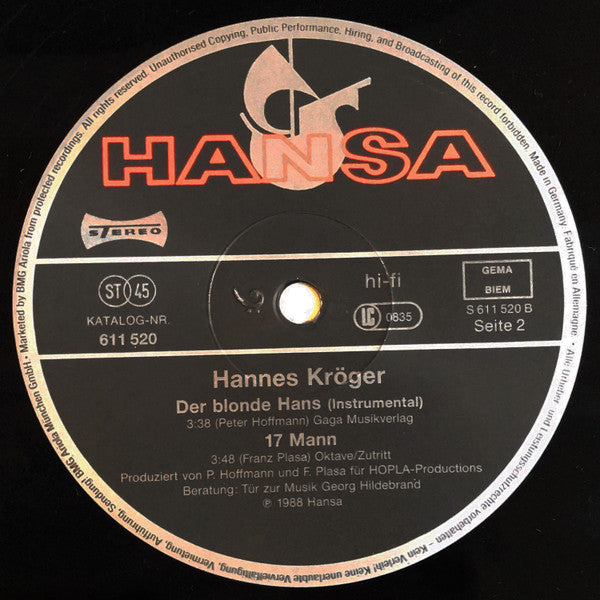 All rights reserved. Unauthorised Copying, Public Performance, Hiring, and Broadcasting of this record forbidden. Made in Germany. Fabriqué en Allemagne •
HANSA
STEREO
ST 45
KATALOG-NR.
611 520
hi-fi
LC 0835
GEMA
BIEM
S 611 520 B
Seite 2
Hannes Kröger
Der blonde Hans (Instrumental)
3:38 (Peter Hoffmann) Gaga Musikverlag
17 Mann
3:48 (Franz Plasa) Oktave/Zutritt
Produziert von P. Hoffmann und F. Plasa für HOPLA-Productions
Beratung: Tür zur Musik Georg Hildebrand
℗ 1988 Hansa
Alle Urheber- und Leistungsschutzrechte vorbehalten – Kein Verleih! Keine unerlaubte Vervielfältigung, Vermietung, Aufführung, Sendung! BMG Ariola München GmbH • Marketed by BMG Ariola from protected recordings.